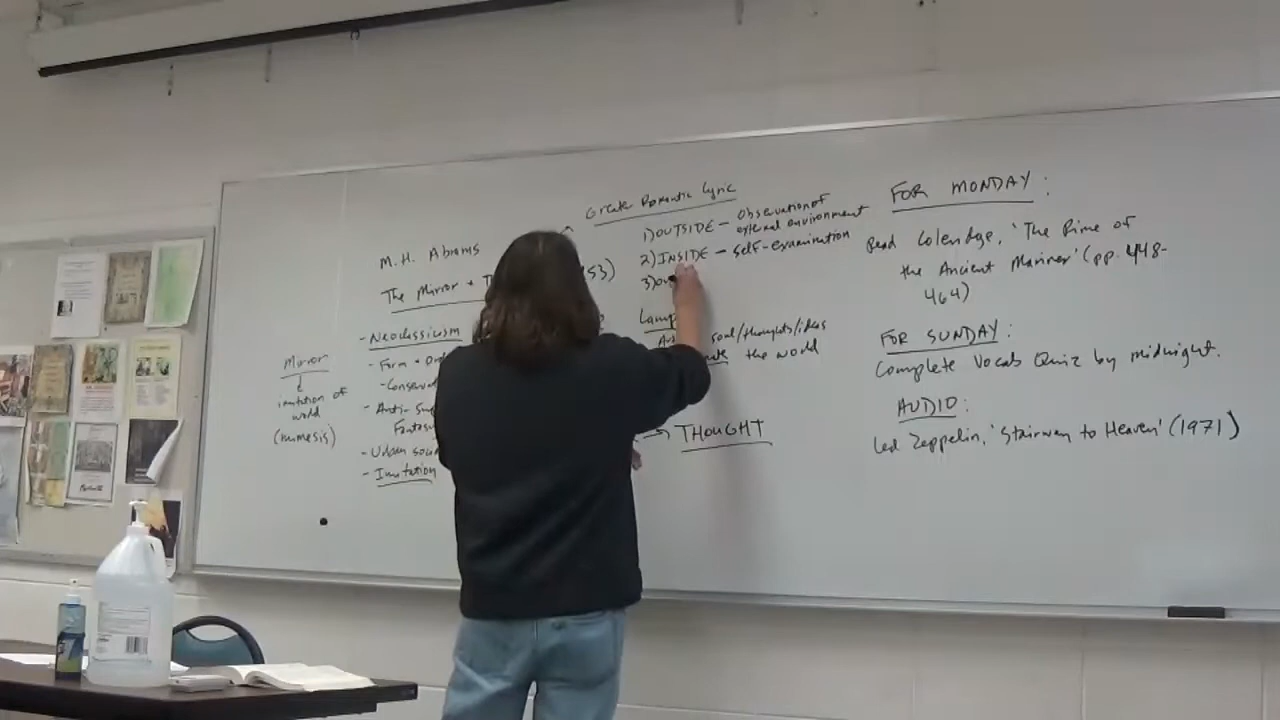 M. H. Abrams
The Mirror + T
53)
- Neoclassicism
- Form + Ord
- Conserva
- Anti-Su
Fantas
- Urban soci
- Imitation
Mirror
imitation of
world
(mimesis)
Greater Romantic Lyric
1) OUTSIDE - Observation of
external environment
2) INSIDE - self-examination
3) OU
Lamp
soul/thoughts/ideas
the world
→ THOUGHT
FOR MONDAY:
Read Coleridge, 'The Rime of
the Ancient Mariner' (pp. 448-
464)
FOR SUNDAY:
Complete Vocab Quiz by midnight.
AUDIO:
Led Zeppelin, 'Stairway to Heaven' (1971)